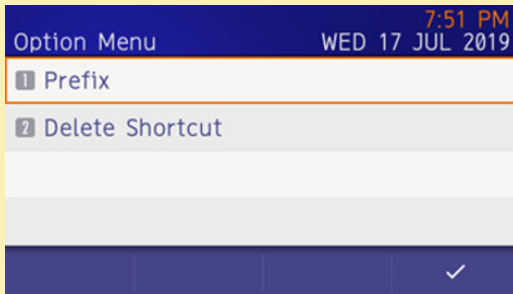 7:51 PM
Option Menu WED 17 JUL 2019
1 Prefix
2 Delete Shortcut